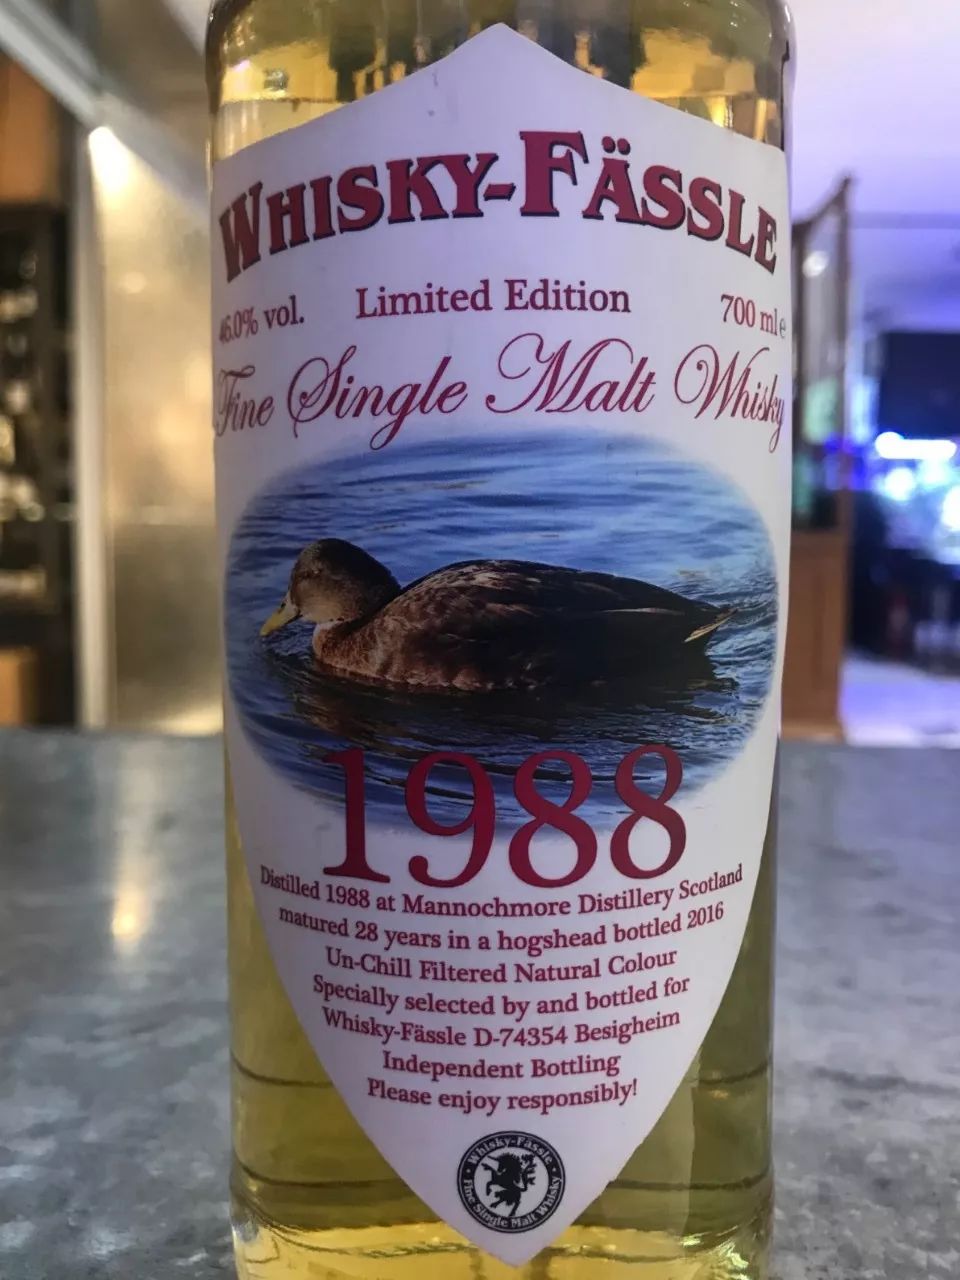 WHISKY-FÄSSLE
46.0% vol. Limited Edition 700 ml e
Fine Single Malt Whisky
1988
Distilled 1988 at Mannochmore Distillery Scotland
matured 28 years in a hogshead bottled 2016
Un-Chill Filtered Natural Colour
Specially selected by and bottled for
Whisky-Fässle D-74354 Besigheim
Independent Bottling
Please enjoy responsibly!
Whisky-Fässle
Fine Single Malt Whisky